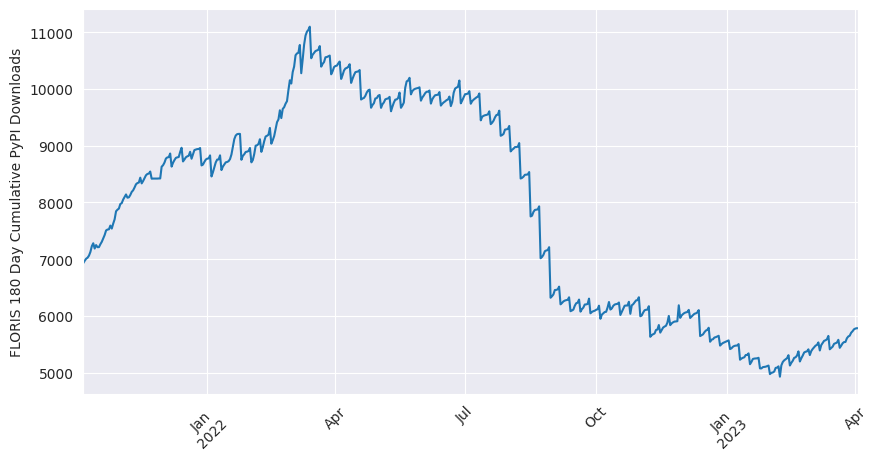 FLORIS 180 Day Cumulative PyPI Downloads
11000
10000
9000
8000
7000
6000
5000
Jan
2022
Apr
Jul
Oct
Jan
2023
Apr